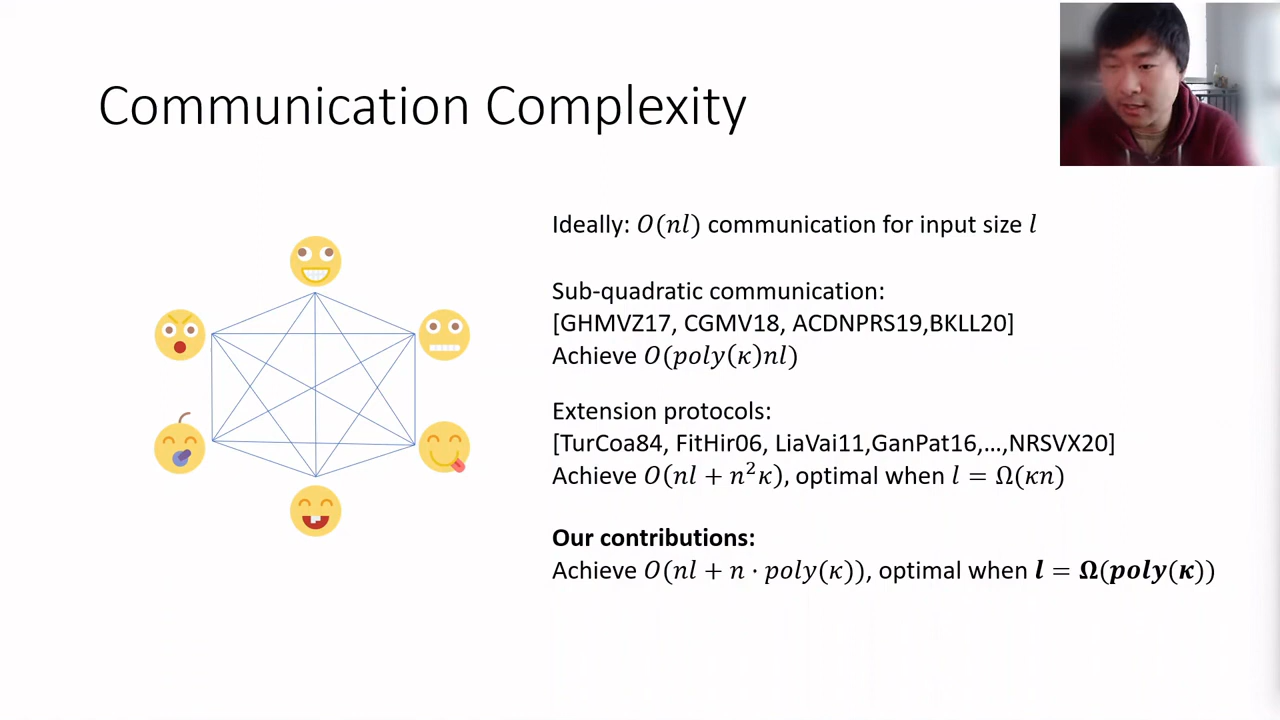 Communication Complexity
Ideally: O(nl) communication for input size l
Sub-quadratic communication:
[GHMVZ17, CGMV18, ACDNPRS19,BKLL20]
Achieve O(poly(κ)nl)
Extension protocols:
[TurCoa84, FitHir06, LiaVai11,GanPat16,…,NRSVX20]
Achieve O(nl + n²κ), optimal when l = Ω(κn)
Our contributions:
Achieve O(nl + n · poly(κ)), optimal when l = Ω(poly(κ))